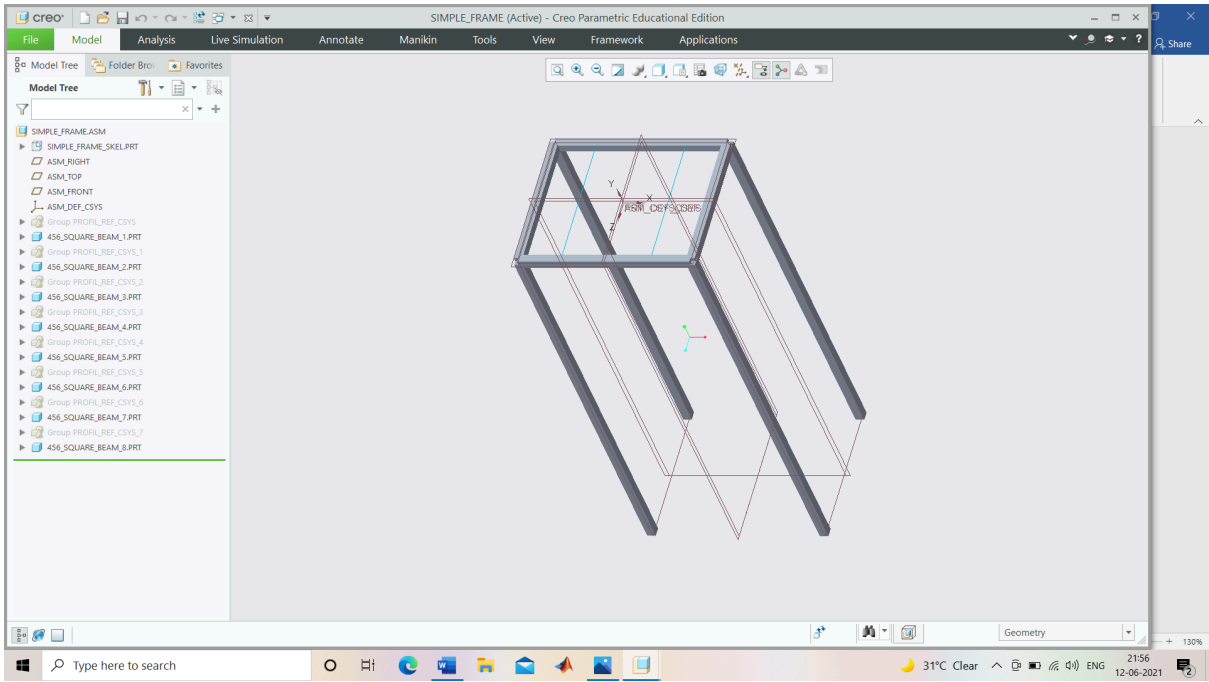 creo
SIMPLE_FRAME (Active) - Creo Parametric Educational Edition
File Model Analysis Live Simulation Annotate Manikin Tools View Framework Applications
Share
Model Tree Folder Brow Favorites
Model Tree
SIMPLE_FRAME.ASM
SIMPLE_FRAME_SKEL.PRT
ASM_RIGHT
ASM_TOP
ASM_FRONT
ASM_DEF_CSYS
Group PROFIL_REF_CSYS
456_SQUARE_BEAM_1.PRT
Group PROFIL_REF_CSYS_1
456_SQUARE_BEAM_2.PRT
Group PROFIL_REF_CSYS_2
456_SQUARE_BEAM_3.PRT
Group PROFIL_REF_CSYS_3
456_SQUARE_BEAM_4.PRT
Group PROFIL_REF_CSYS_4
456_SQUARE_BEAM_5.PRT
Group PROFIL_REF_CSYS_5
456_SQUARE_BEAM_6.PRT
Group PROFIL_REF_CSYS_6
456_SQUARE_BEAM_7.PRT
Group PROFIL_REF_CSYS_7
456_SQUARE_BEAM_8.PRT
Y
X
Z
Geometry
130%
Type here to search
31°C Clear
ENG
21:56
12-06-2021
2